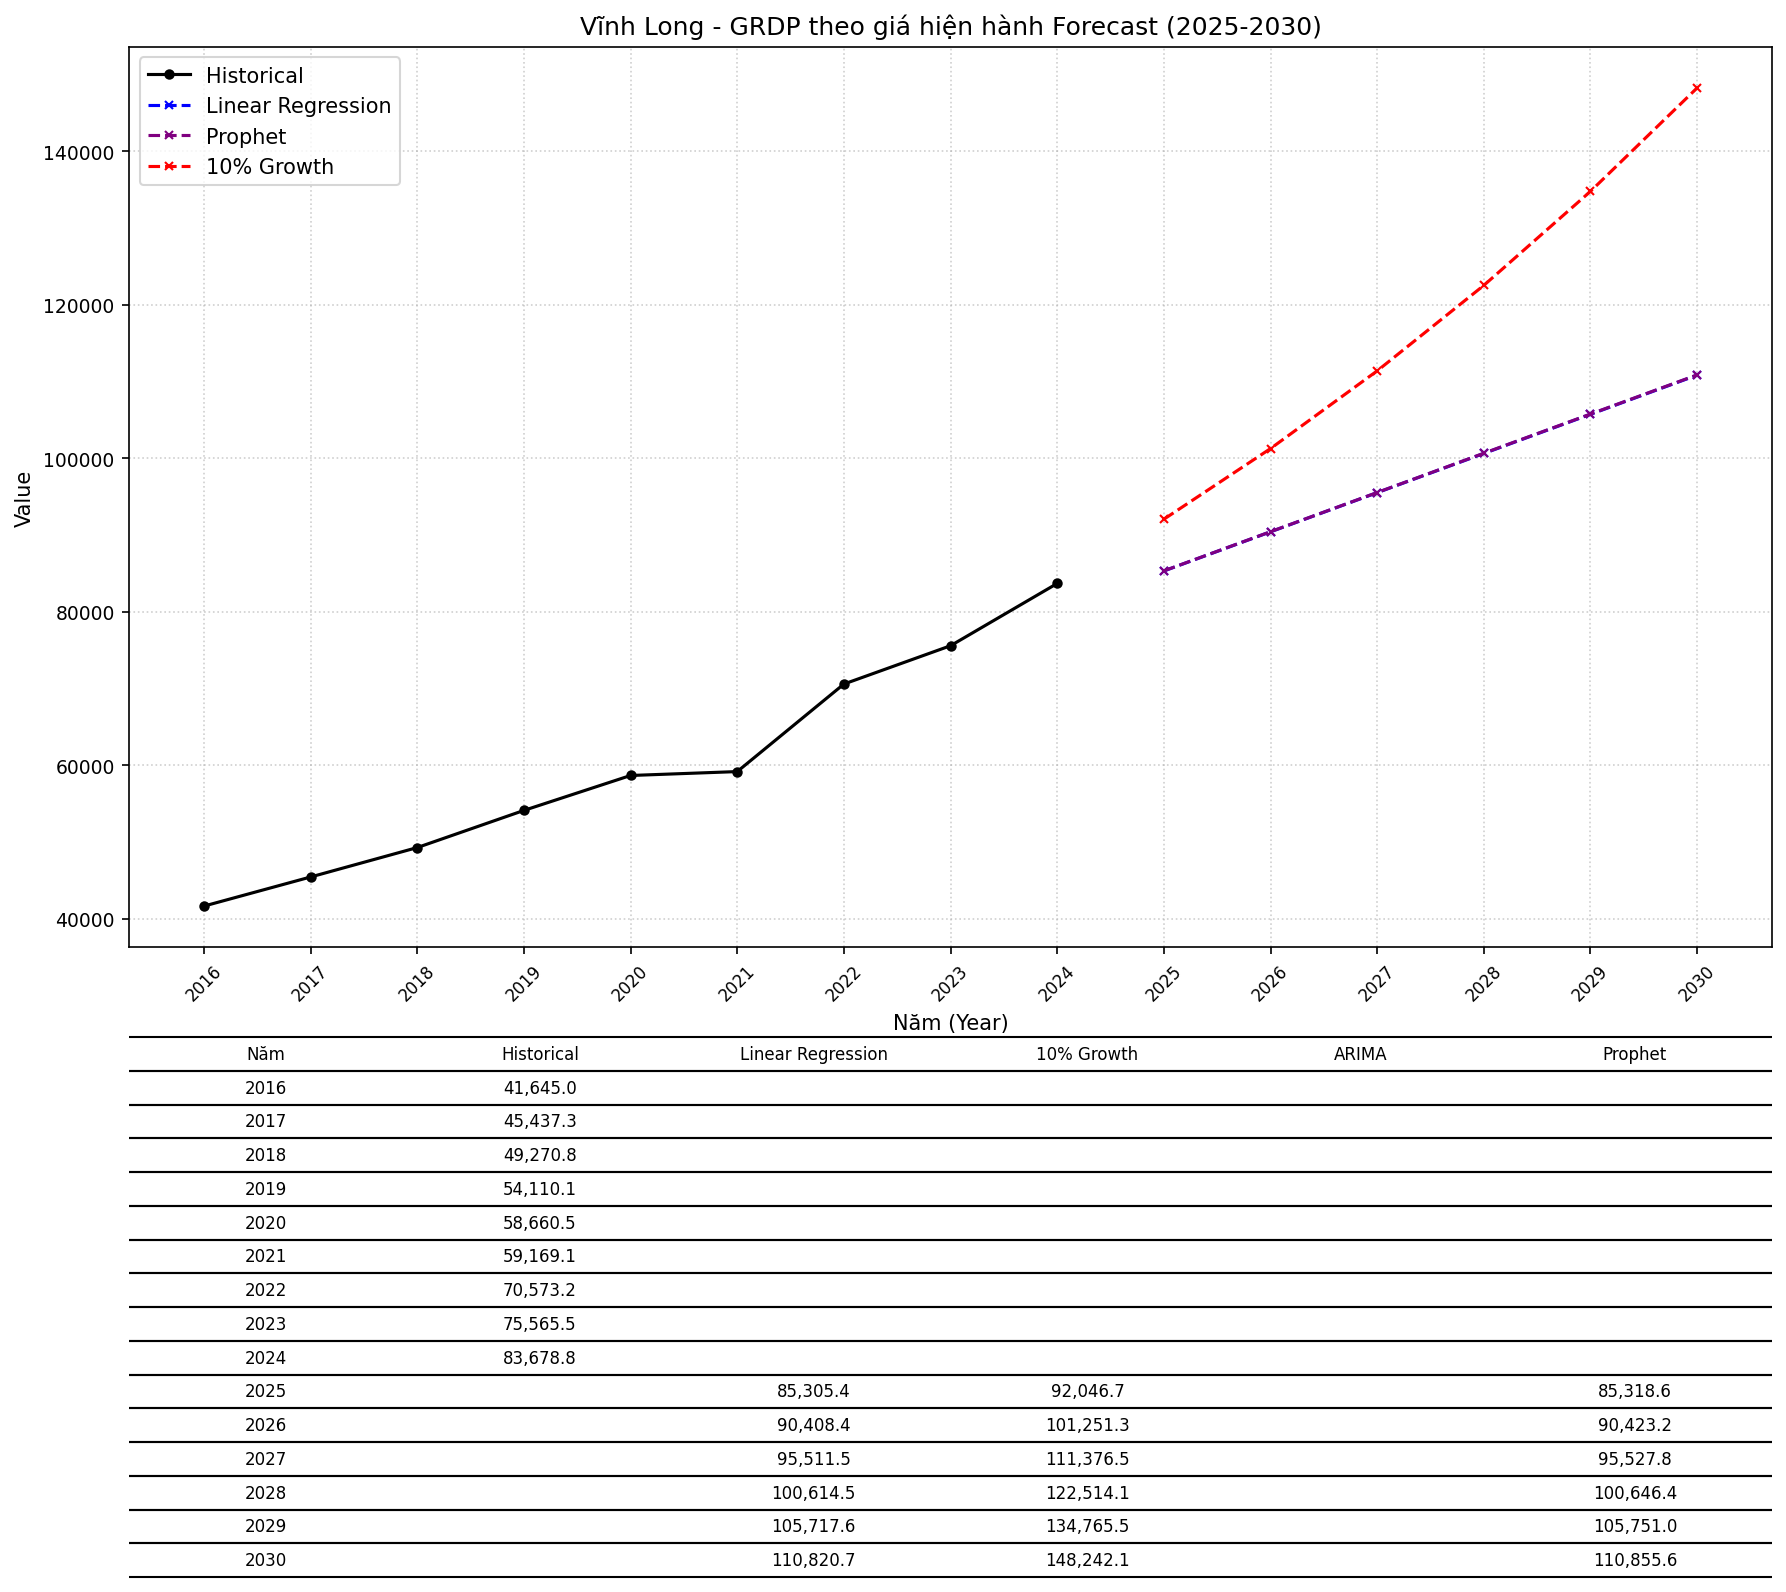 Vĩnh Long - GRDP theo giá hiện hành Forecast (2025-2030)
Historical
Linear Regression
Prophet
10% Growth
Value
140000
120000
100000
80000
60000
40000
2016 2017 2018 2019 2020 2021 2022 2023 2024 2025 2026 2027 2028 2029 2030
Năm (Year)
Năm Historical Linear Regression 10% Growth ARIMA Prophet
2016 41,645.0
2017 45,437.3
2018 49,270.8
2019 54,110.1
2020 58,660.5
2021 59,169.1
2022 70,573.2
2023 75,565.5
2024 83,678.8
2025 85,305.4 92,046.7 85,318.6
2026 90,408.4 101,251.3 90,423.2
2027 95,511.5 111,376.5 95,527.8
2028 100,614.5 122,514.1 100,646.4
2029 105,717.6 134,765.5 105,751.0
2030 110,820.7 148,242.1 110,855.6